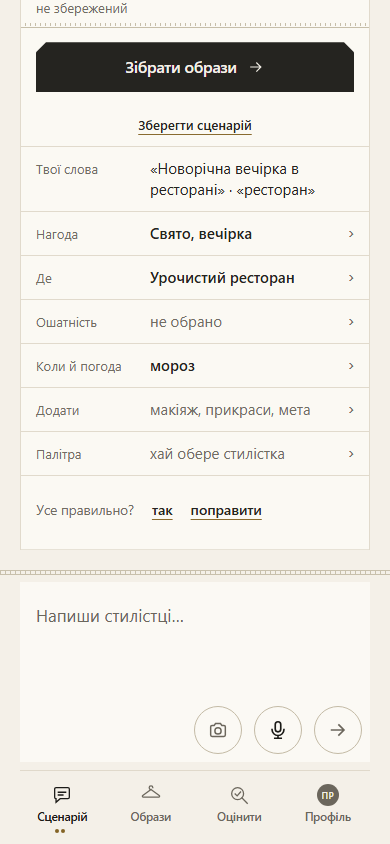 не збережений
Зібрати образи →
Зберегти сценарій
Твої слова
«Новорічна вечірка в
ресторані» · «ресторан»
Нагода
Свято, вечірка
Де
Урочистий ресторан
Ошатність
не обрано
Коли й погода
мороз
Додати
макіяж, прикраси, мета
Палітра
хай обере стилістка
Усе правильно? так поправити
Напиши стилістці...
ПР
Сценарій Образи Оцінити Профіль